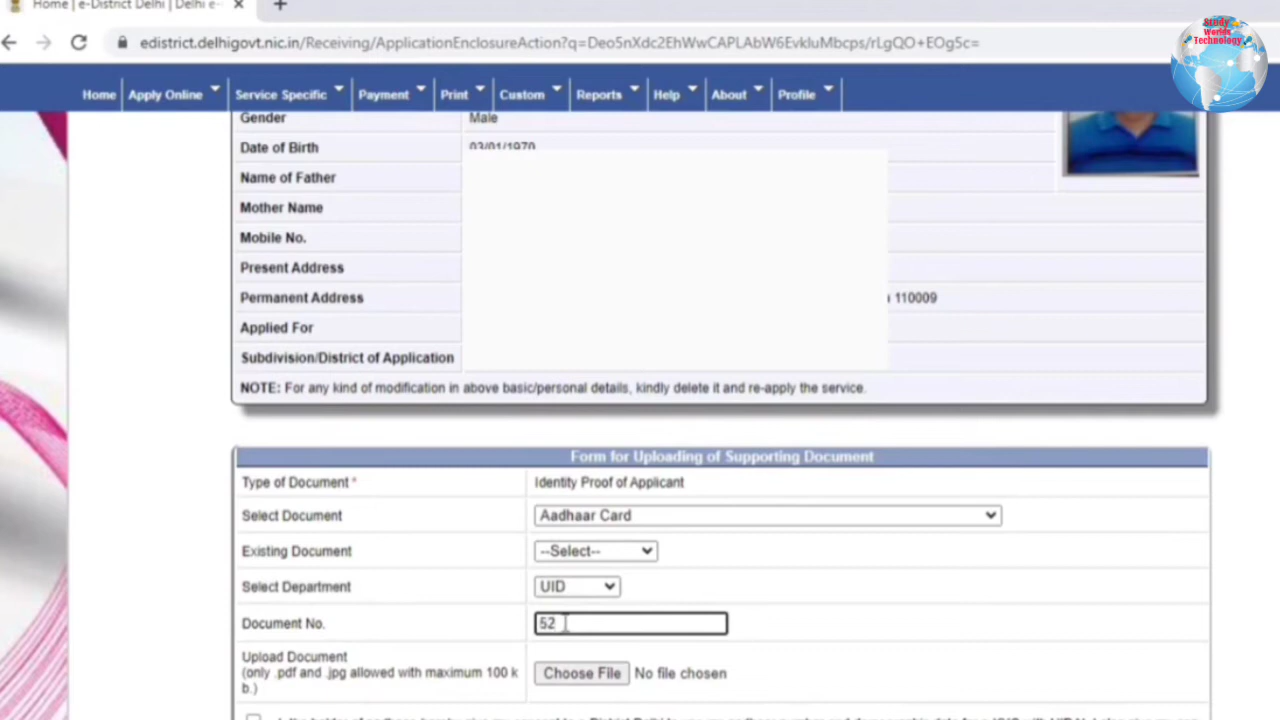 Home | e-District Delhi | Delhi e-
edistrict.delhigovt.nic.in/Receiving/ApplicationEnclosureAction?q=Deo5nXdc2EhWwCAPLAbW6EvkIuMbcps/rLgQO+EOg5c=
Study
Worlds
Technology
Home Apply Online Service Specific Payment Print Custom Reports Help About Profile
Gender Male
Date of Birth 03/01/1970
Name of Father
Mother Name
Mobile No.
Present Address
Permanent Address 110009
Applied For
Subdivision/District of Application
NOTE: For any kind of modification in above basic/personal details, kindly delete it and re-apply the service.
Form for Uploading of Supporting Document
Type of Document * Identity Proof of Applicant
Select Document Aadhaar Card
Existing Document --Select--
Select Department UID
Document No. 52
Upload Document
(only .pdf and .jpg allowed with maximum 100 k
b.)
Choose File No file chosen